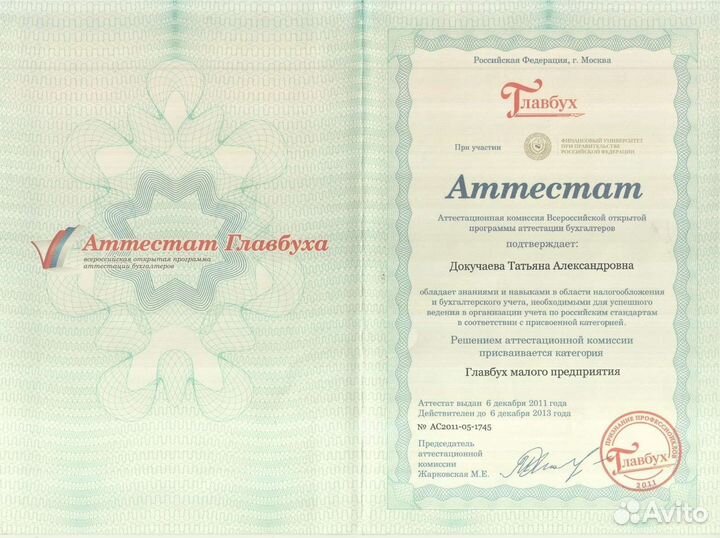 Аттестат Главбуха
всероссийская открытая программа
аттестации бухгалтеров
Российская Федерация, г. Москва
Главбух
При участии
ФИНАНСОВЫЙ УНИВЕРСИТЕТ
ПРИ ПРАВИТЕЛЬСТВЕ
РОССИЙСКОЙ ФЕДЕРАЦИИ
Аттестат
Аттестационная комиссия Всероссийской открытой
программы аттестации бухгалтеров
подтверждает:
Докучаева Татьяна Александровна
обладает знаниями и навыками в области налогообложения
и бухгалтерского учета, необходимыми для успешного
ведения в организации учета по российским стандартам
в соответствии с присвоенной категорией.
Решением аттестационной комиссии
присваивается категория
Главбух малого предприятия
Аттестат выдан 6 декабря 2011 года
Действителен до 6 декабря 2013 года
№ АС2011-05-1745
Председатель
аттестационной
комиссии
Жарковская М.Е.
ПРИЗНАНИЕ ПРОФЕССИОНАЛОВ
Главбух
2011
Avito